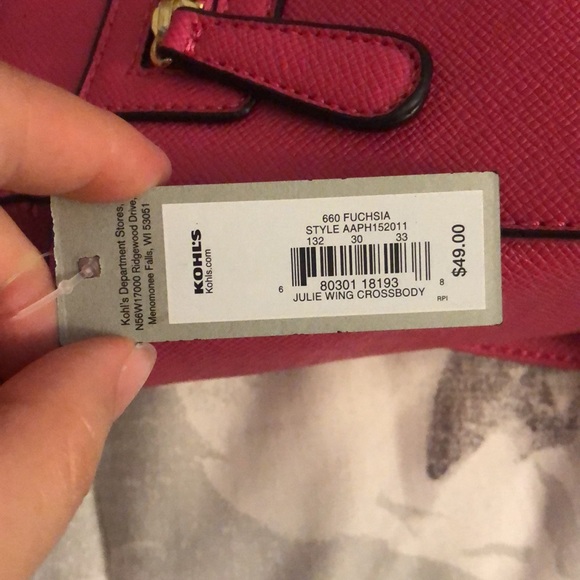 Kohl's Department Stores,
N56W17000 Ridgewood Drive,
Menomonee Falls, WI 53051
KOHL'S
Kohls.com
660 FUCHSIA
STYLE AAPH152011
132 30 33
6 80301 18193 8
JULIE WING CROSSBODY
RPI
$49.00